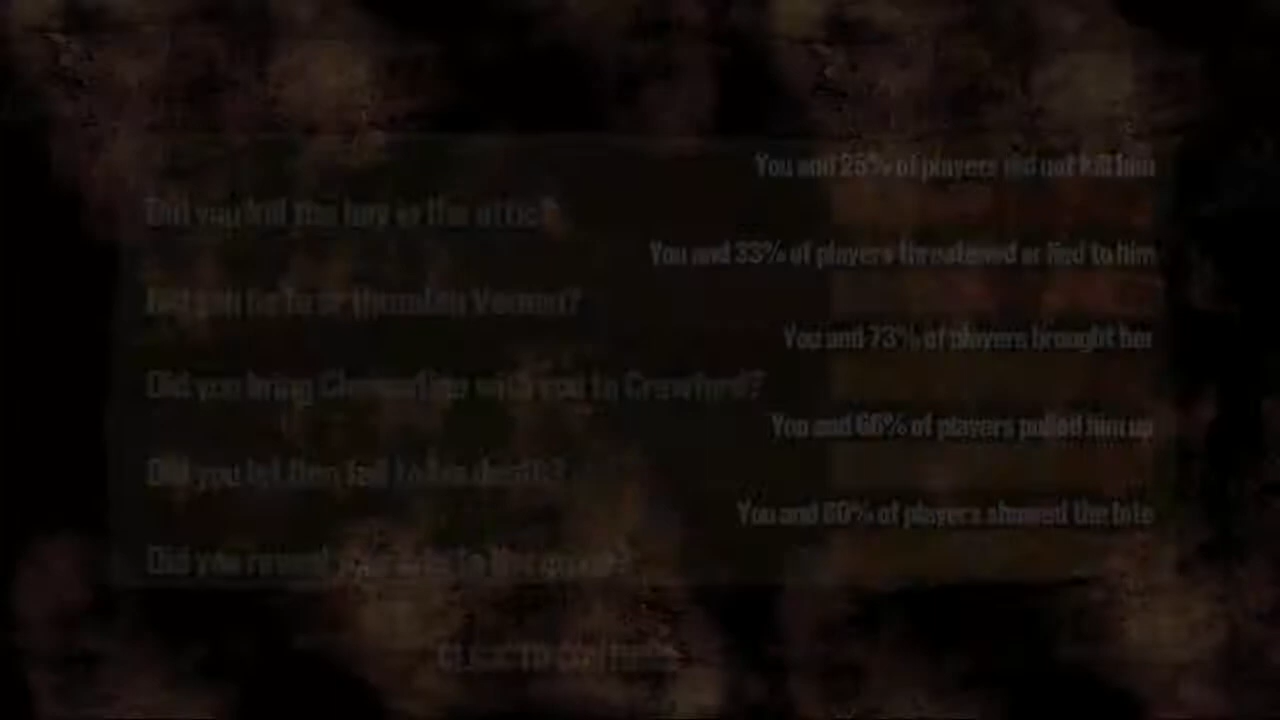 You and 25% of players did not kill him
Did you kill the boy in the attic?
You and 33% of players threatened or lied to him
Did you lie to or threaten Vernon?
You and 73% of players brought her
Did you bring Clementine with you to Crawford?
You and 66% of players pulled him up
Did you let Ben fall to his death?
You and 80% of players showed the bite
Did you reveal your bite to the group?
CLICK TO CONTINUE